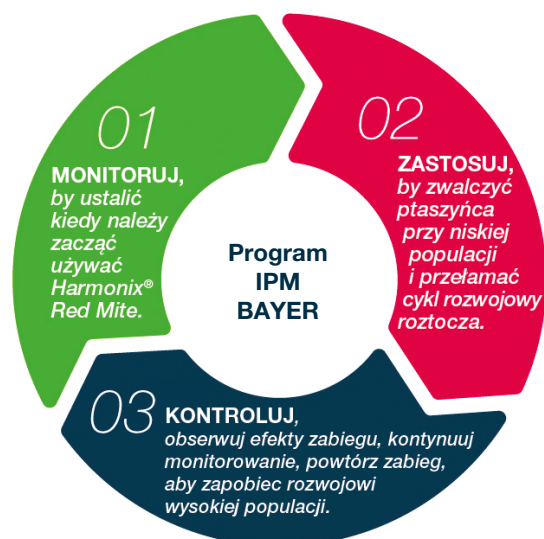 01
MONITORUJ,
by ustalić
kiedy należy
zacząć
używać
Harmonix®
Red Mite.
02
ZASTOSUJ,
by zwalczyć
ptaszyńca
przy niskiej
populacji
i przełamać
cykl rozwojowy
roztocza.
Program
IPM
BAYER
03
KONTROLUJ,
obserwuj efekty zabiegu, kontynuuj
monitorowanie, powtórz zabieg,
aby zapobiec rozwojowi
wysokiej populacji.